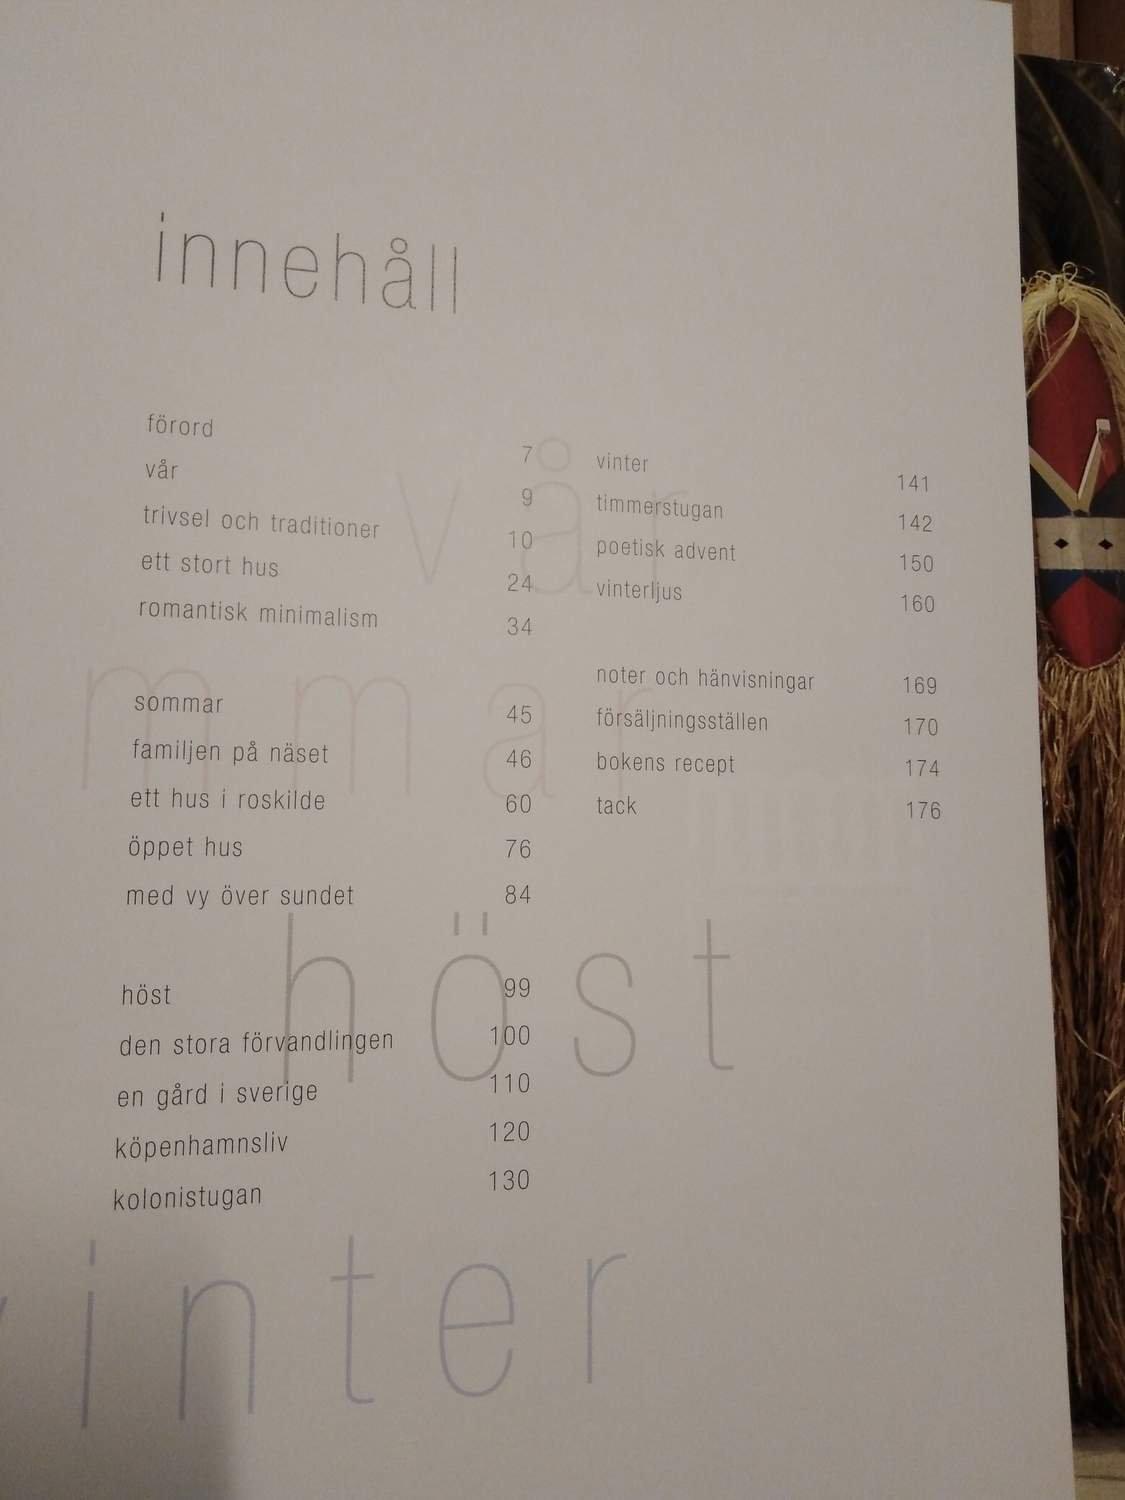 innehåll
förord 7
vår 9
trivsel och traditioner 10
ett stort hus 24
romantisk minimalism 34
sommar 45
familjen på näset 46
ett hus i roskilde 60
öppet hus 76
med vy över sundet 84
höst 99
den stora förvandlingen 100
en gård i sverige 110
köpenhamnsliv 120
kolonistugan 130
vinter 141
timmerstugan 142
poetisk advent 150
vinterljus 160
noter och hänvisningar 169
försäljningsställen 170
bokens recept 174
tack 176
vår
mmar
höst
vinter